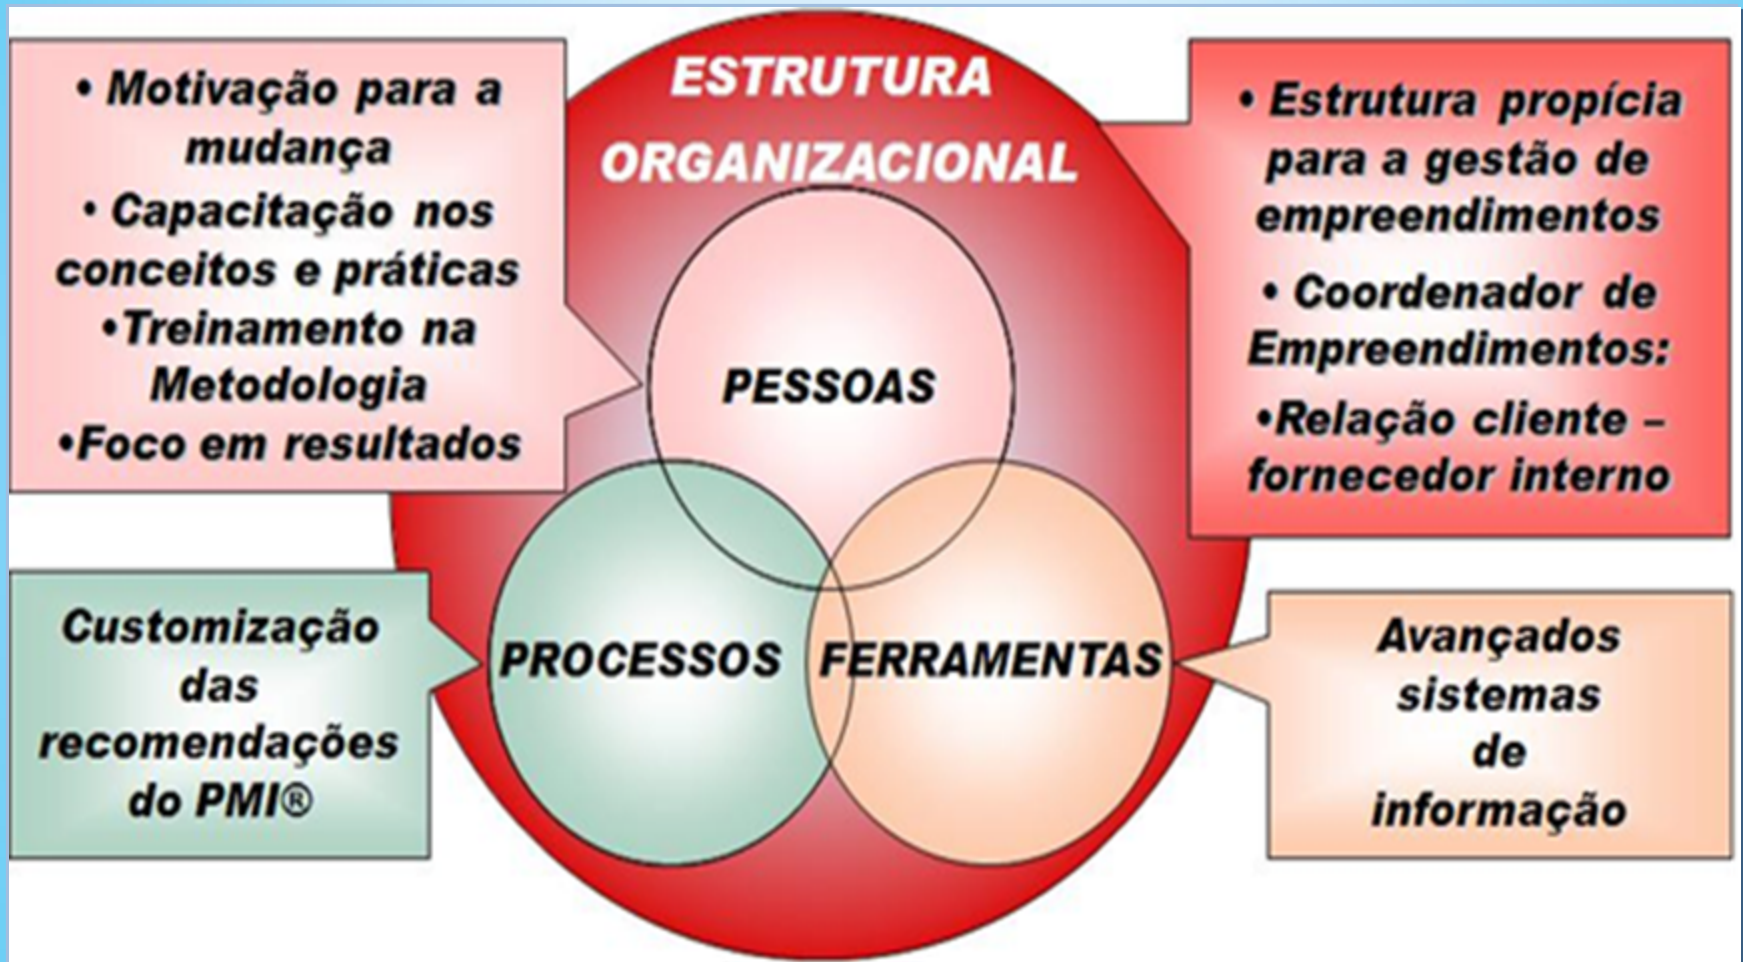 ESTRUTURA
ORGANIZACIONAL
• Motivação para a
mudança
• Capacitação nos
conceitos e práticas
•Treinamento na
Metodologia
•Foco em resultados
• Estrutura propícia
para a gestão de
empreendimentos
• Coordenador de
Empreendimentos:
•Relação cliente –
fornecedor interno
PESSOAS
PROCESSOS
FERRAMENTAS
Customização
das
recomendações
do PMI®
Avançados
sistemas
de
informação